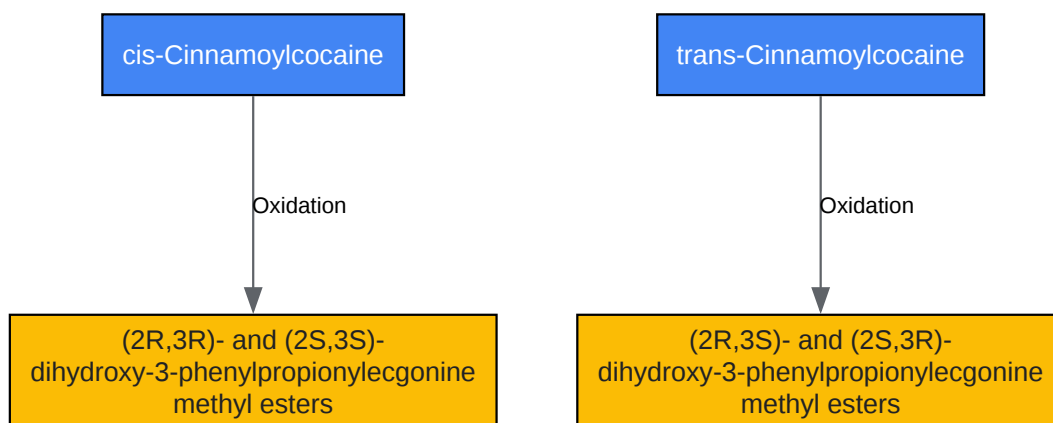 cis-Cinnamoylcocaine
trans-Cinnamoylcocaine
Oxidation
Oxidation
(2R,3R)- and (2S,3S)-
dihydroxy-3-phenylpropionylecgonine
methyl esters
(2R,3S)- and (2S,3R)-
dihydroxy-3-phenylpropionylecgonine
methyl esters